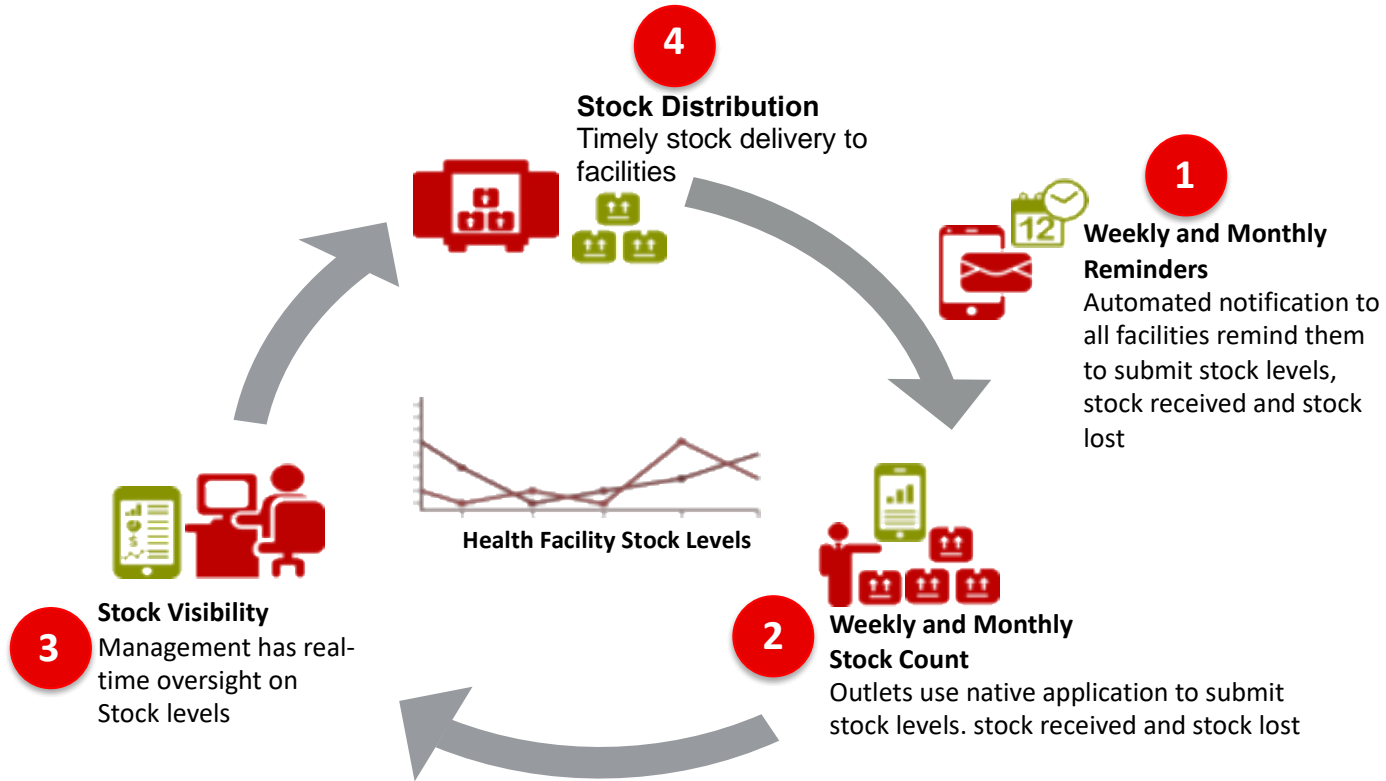 4
Stock Distribution
Timely stock delivery to
facilities
1
12
Weekly and Monthly
Reminders
Automated notification to
all facilities remind them
to submit stock levels,
stock received and stock
lost
Health Facility Stock Levels
2
Weekly and Monthly
Stock Count
Outlets use native application to submit
stock levels. stock received and stock lost
3
Stock Visibility
Management has real-
time oversight on
Stock levels
$